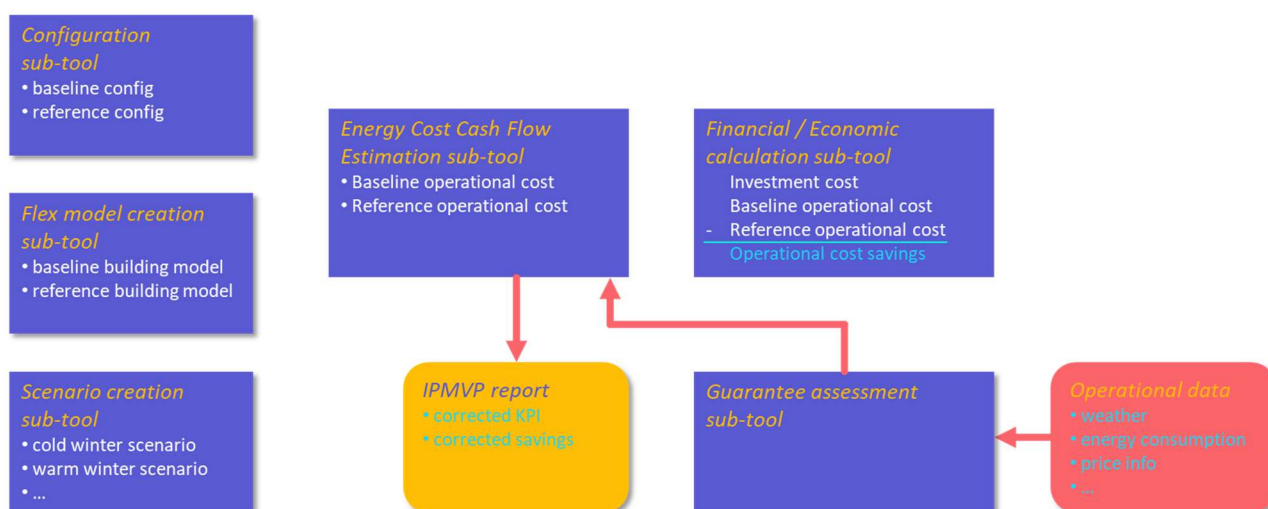 Configuration
sub-tool
• baseline config
• reference config
Flex model creation
sub-tool
• baseline building model
• reference building model
Scenario creation
sub-tool
• cold winter scenario
• warm winter scenario
• ...
Energy Cost Cash Flow
Estimation sub-tool
• Baseline operational cost
• Reference operational cost
Financial / Economic
calculation sub-tool
Investment cost
Baseline operational cost
- Reference operational cost
Operational cost savings
IPMVP report
• corrected KPI
• corrected savings
Guarantee assessment
sub-tool
Operational data
• weather
• energy consumption
• price info
• ...